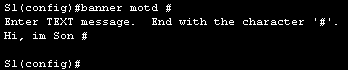 S1(config)#banner motd #
Enter TEXT message.  End with the character '#'.
Hi, im Son #
S1(config)#